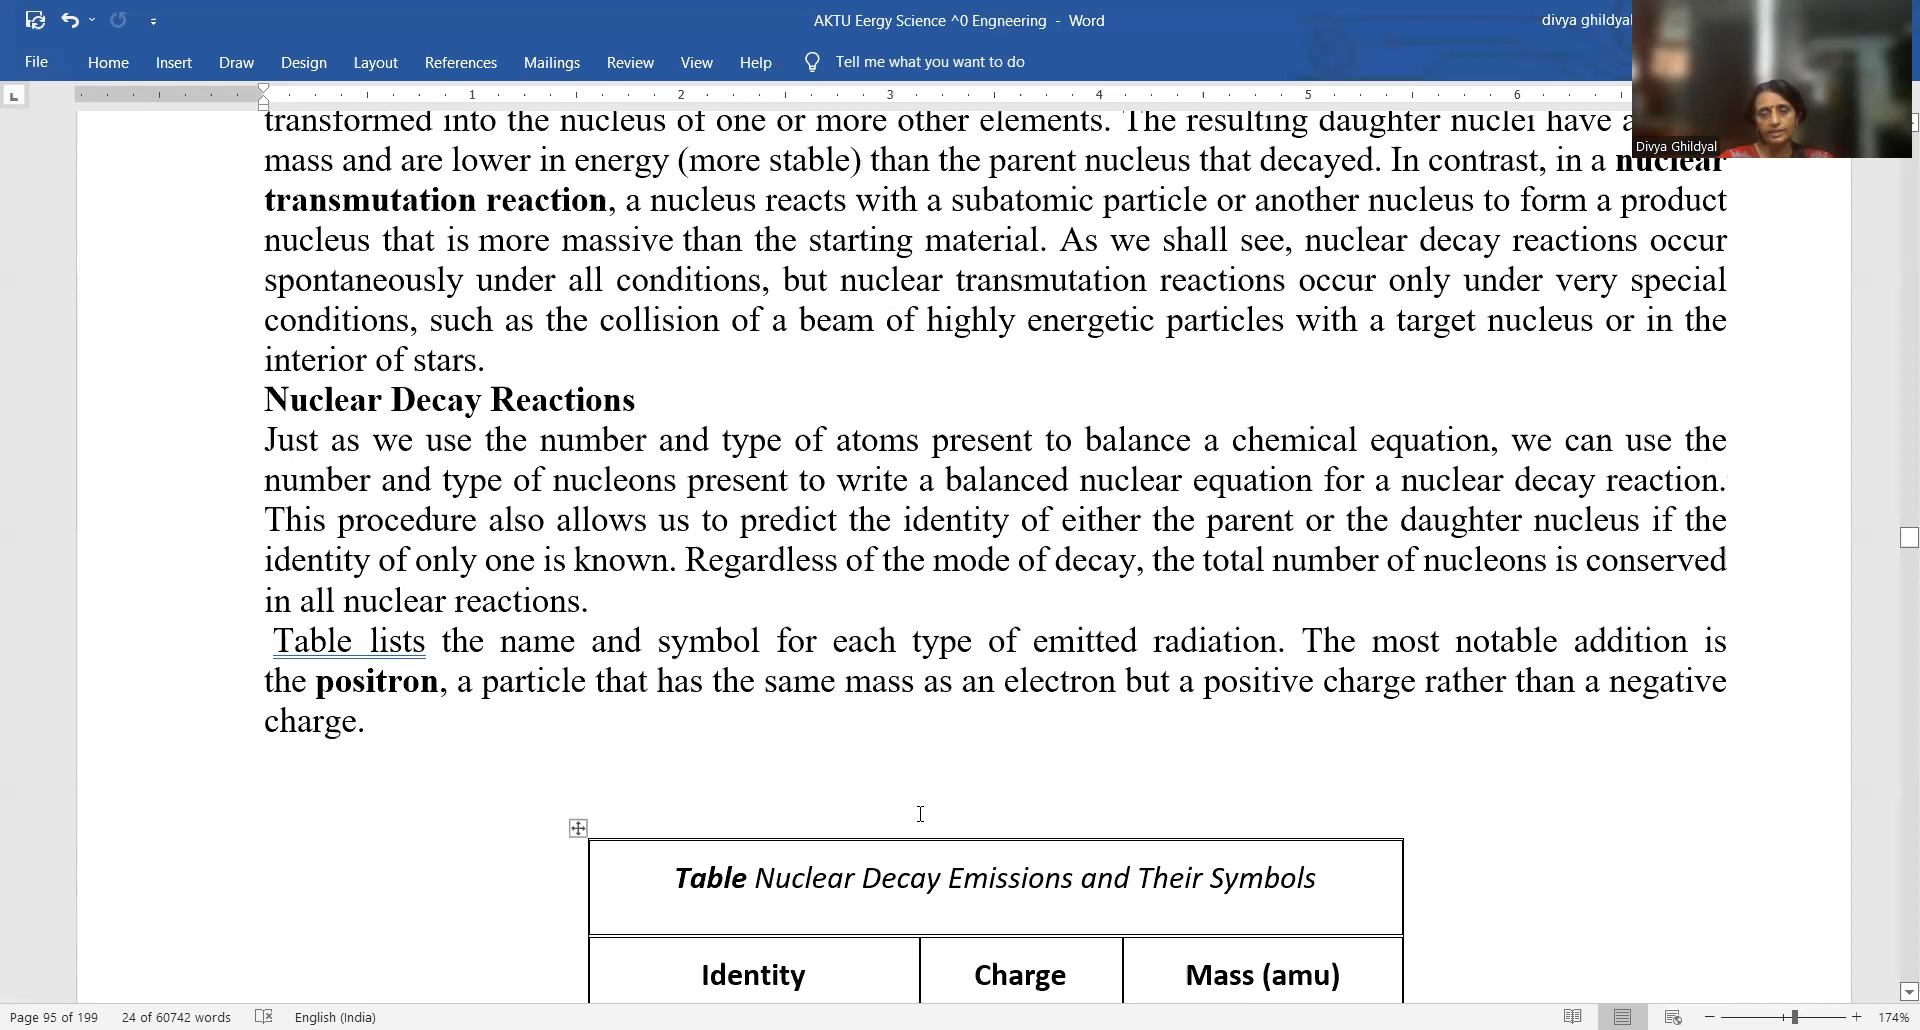 AKTU Eergy Science ^0 Engneering - Word
divya ghildyal
File Home Insert Draw Design Layout References Mailings Review View Help Tell me what you want to do
Divya Ghildyal
1 2 3 4 5 6
transformed into the nucleus of one or more other elements. The resulting daughter nuclei have a
mass and are lower in energy (more stable) than the parent nucleus that decayed. In contrast, in a nuclear
transmutation reaction, a nucleus reacts with a subatomic particle or another nucleus to form a product
nucleus that is more massive than the starting material. As we shall see, nuclear decay reactions occur
spontaneously under all conditions, but nuclear transmutation reactions occur only under very special
conditions, such as the collision of a beam of highly energetic particles with a target nucleus or in the
interior of stars.
Nuclear Decay Reactions
Just as we use the number and type of atoms present to balance a chemical equation, we can use the
number and type of nucleons present to write a balanced nuclear equation for a nuclear decay reaction.
This procedure also allows us to predict the identity of either the parent or the daughter nucleus if the
identity of only one is known. Regardless of the mode of decay, the total number of nucleons is conserved
in all nuclear reactions.
Table lists the name and symbol for each type of emitted radiation. The most notable addition is
the positron, a particle that has the same mass as an electron but a positive charge rather than a negative
charge.
Table Nuclear Decay Emissions and Their Symbols
Identity Charge Mass (amu)
Page 95 of 199 24 of 60742 words English (India) 174%